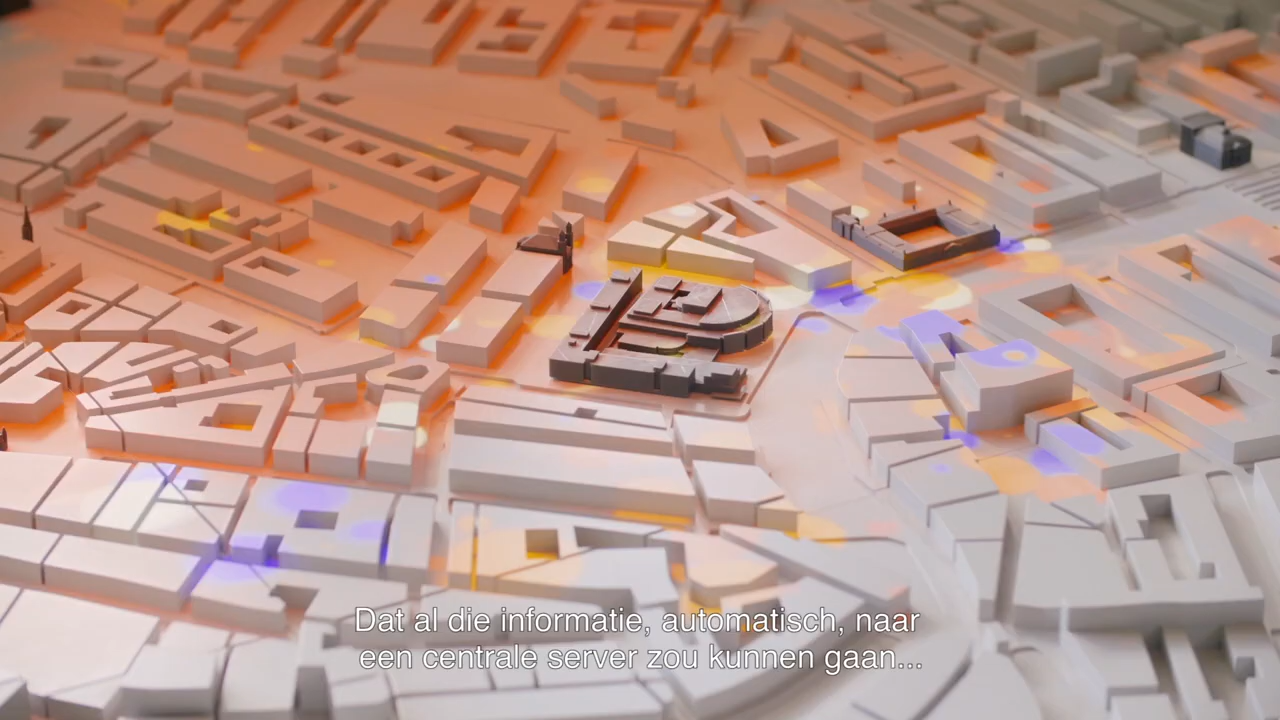 Dat al die informatie, automatisch, naar
een centrale server zou kunnen gaan...